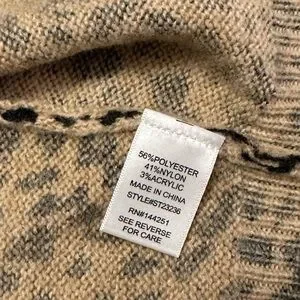 56%POLYESTER
41%NYLON
3%ACRYLIC
MADE IN CHINA
STYLE#ST23236
RN#144251
SEE REVERSE
FOR CARE